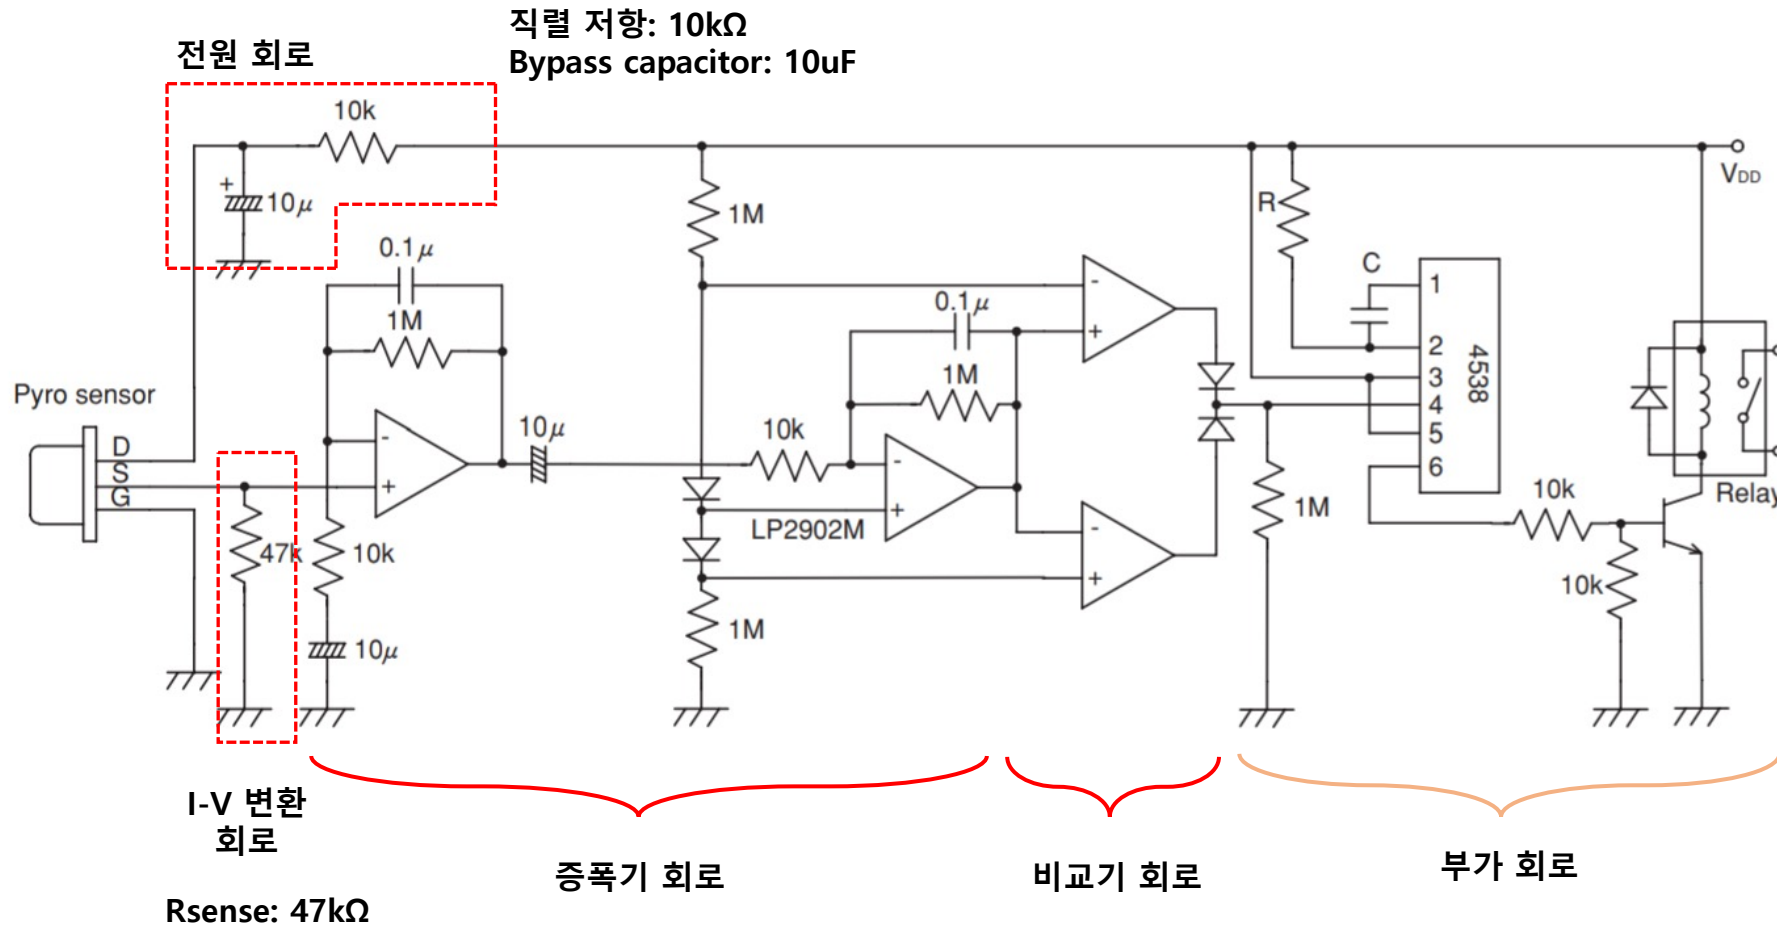 직렬 저항: 10kΩ
Bypass capacitor: 10uF
전원 회로
10k
+
10μ
VDD
1M
R
0.1μ
1M
C
1
2
3
4
5
6
4538
-
+
0.1μ
1M
Pyro sensor
D
S
G
-
+
10μ
10k
-
+
LP2902M
-
+
47k
10k
10μ
1M
1M
10k
10k
Relay
I-V 변환
회로
증폭기 회로
비교기 회로
부가 회로
Rsense: 47kΩ